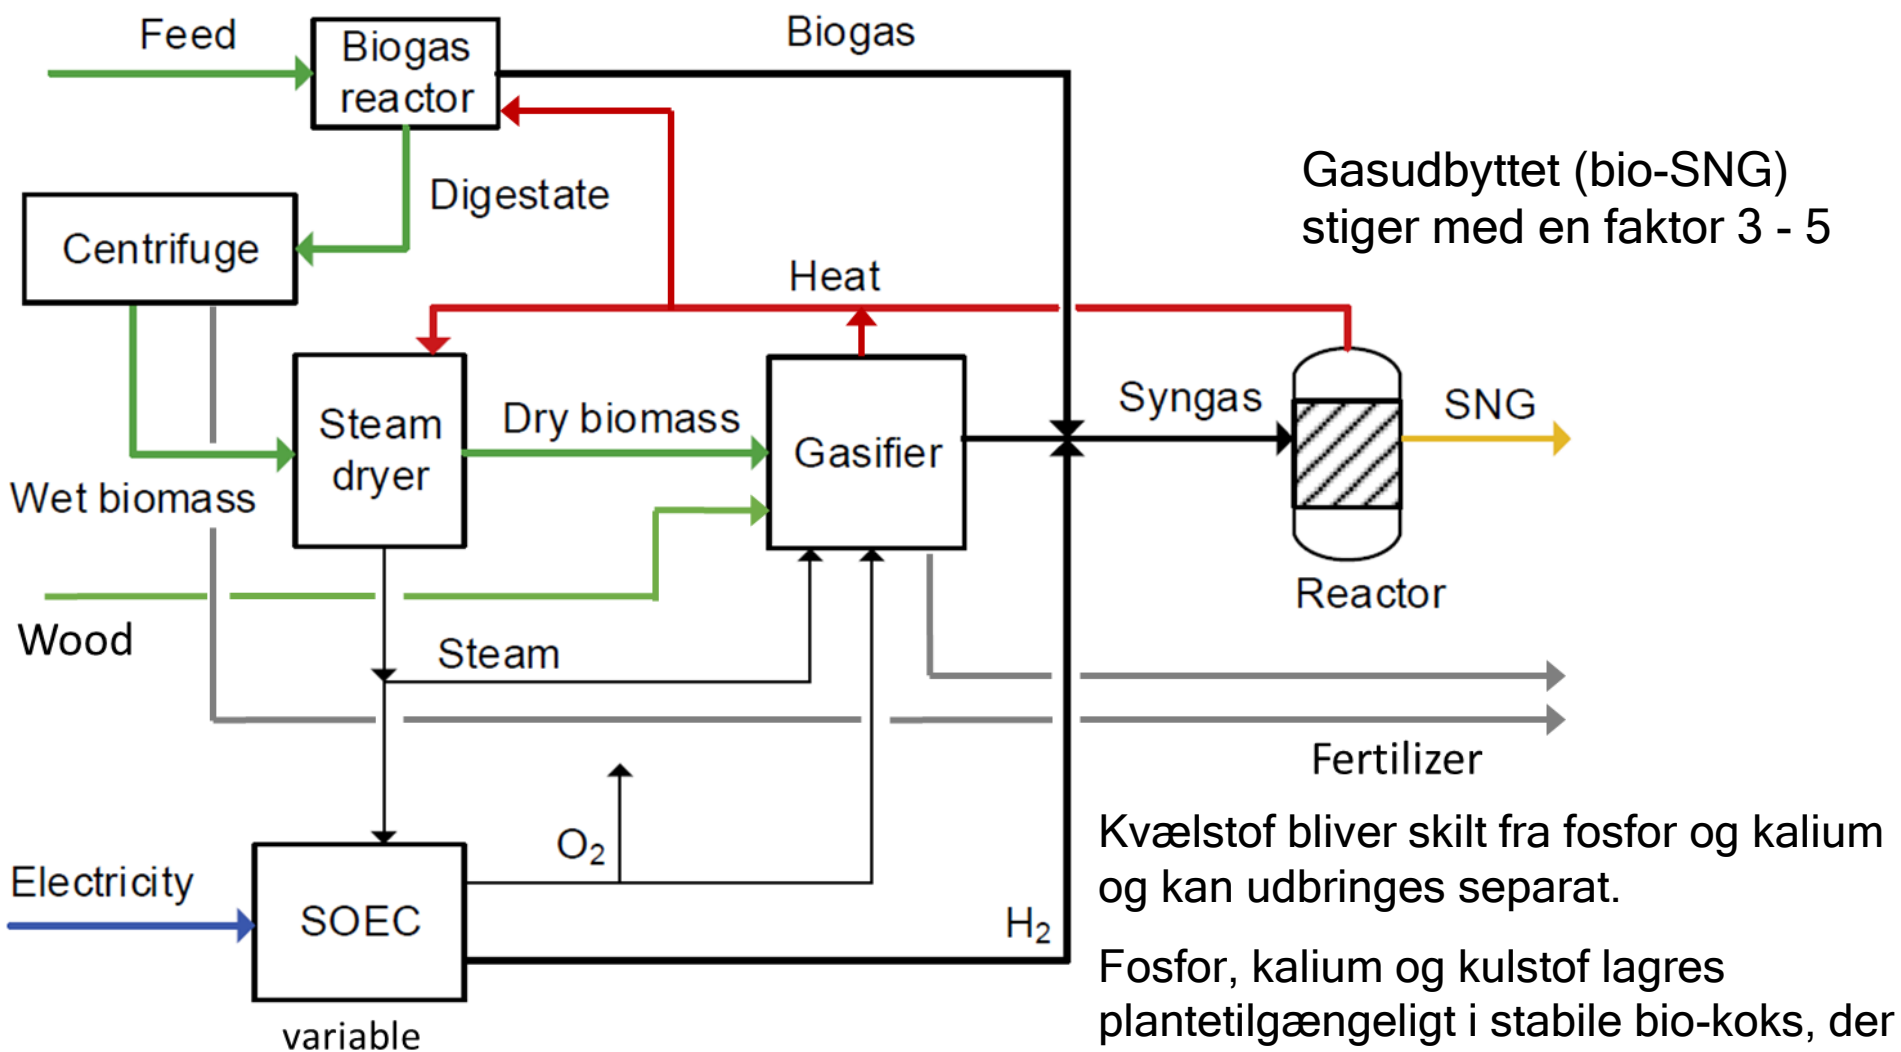 Feed
Biogas
reactor
Biogas
Digestate
Centrifuge
Gasudbyttet (bio-SNG)
stiger med en faktor 3 - 5
Heat
Steam
dryer
Dry biomass
Gasifier
Syngas
SNG
Wet biomass
Reactor
Wood
Steam
Fertilizer
O₂
Electricity
SOEC
H₂
variable
Kvælstof bliver skilt fra fosfor og kalium
og kan udbringes separat.
Fosfor, kalium og kulstof lagres
plantetilgængeligt i stabile bio-koks, der